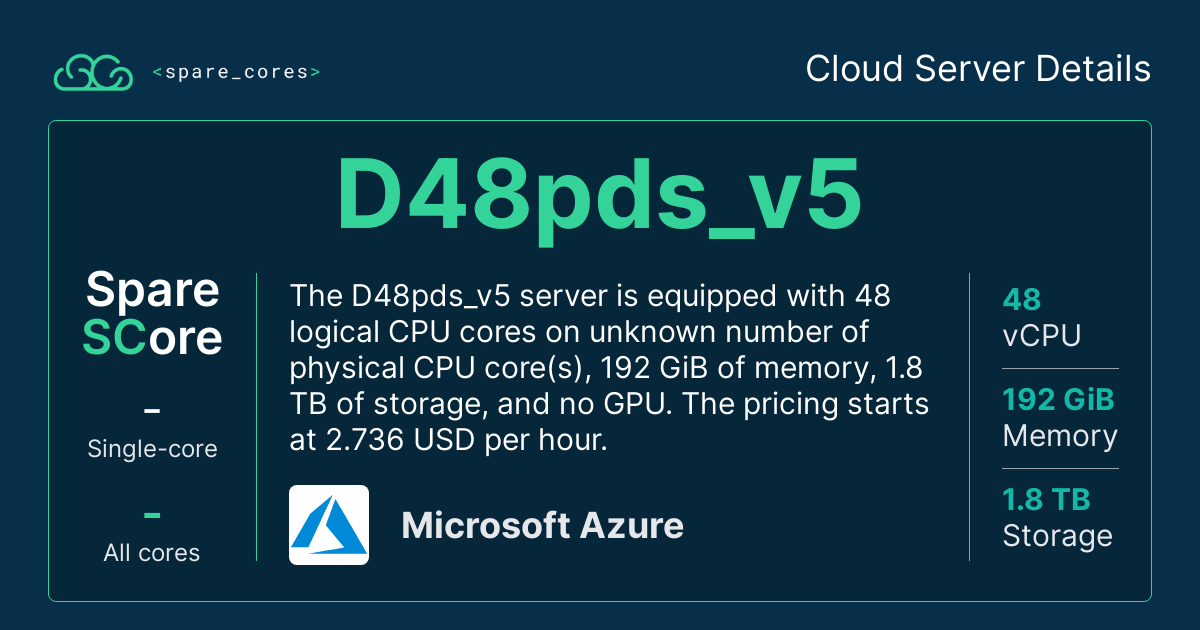 <spare_cores>
Cloud Server Details
D48pds_v5
Spare
SCore
–
Single-core
–
All cores
The D48pds_v5 server is equipped with 48
logical CPU cores on unknown number of
physical CPU core(s), 192 GiB of memory, 1.8
TB of storage, and no GPU. The pricing starts
at 2.736 USD per hour.
Microsoft Azure
48
vCPU
192 GiB
Memory
1.8 TB
Storage